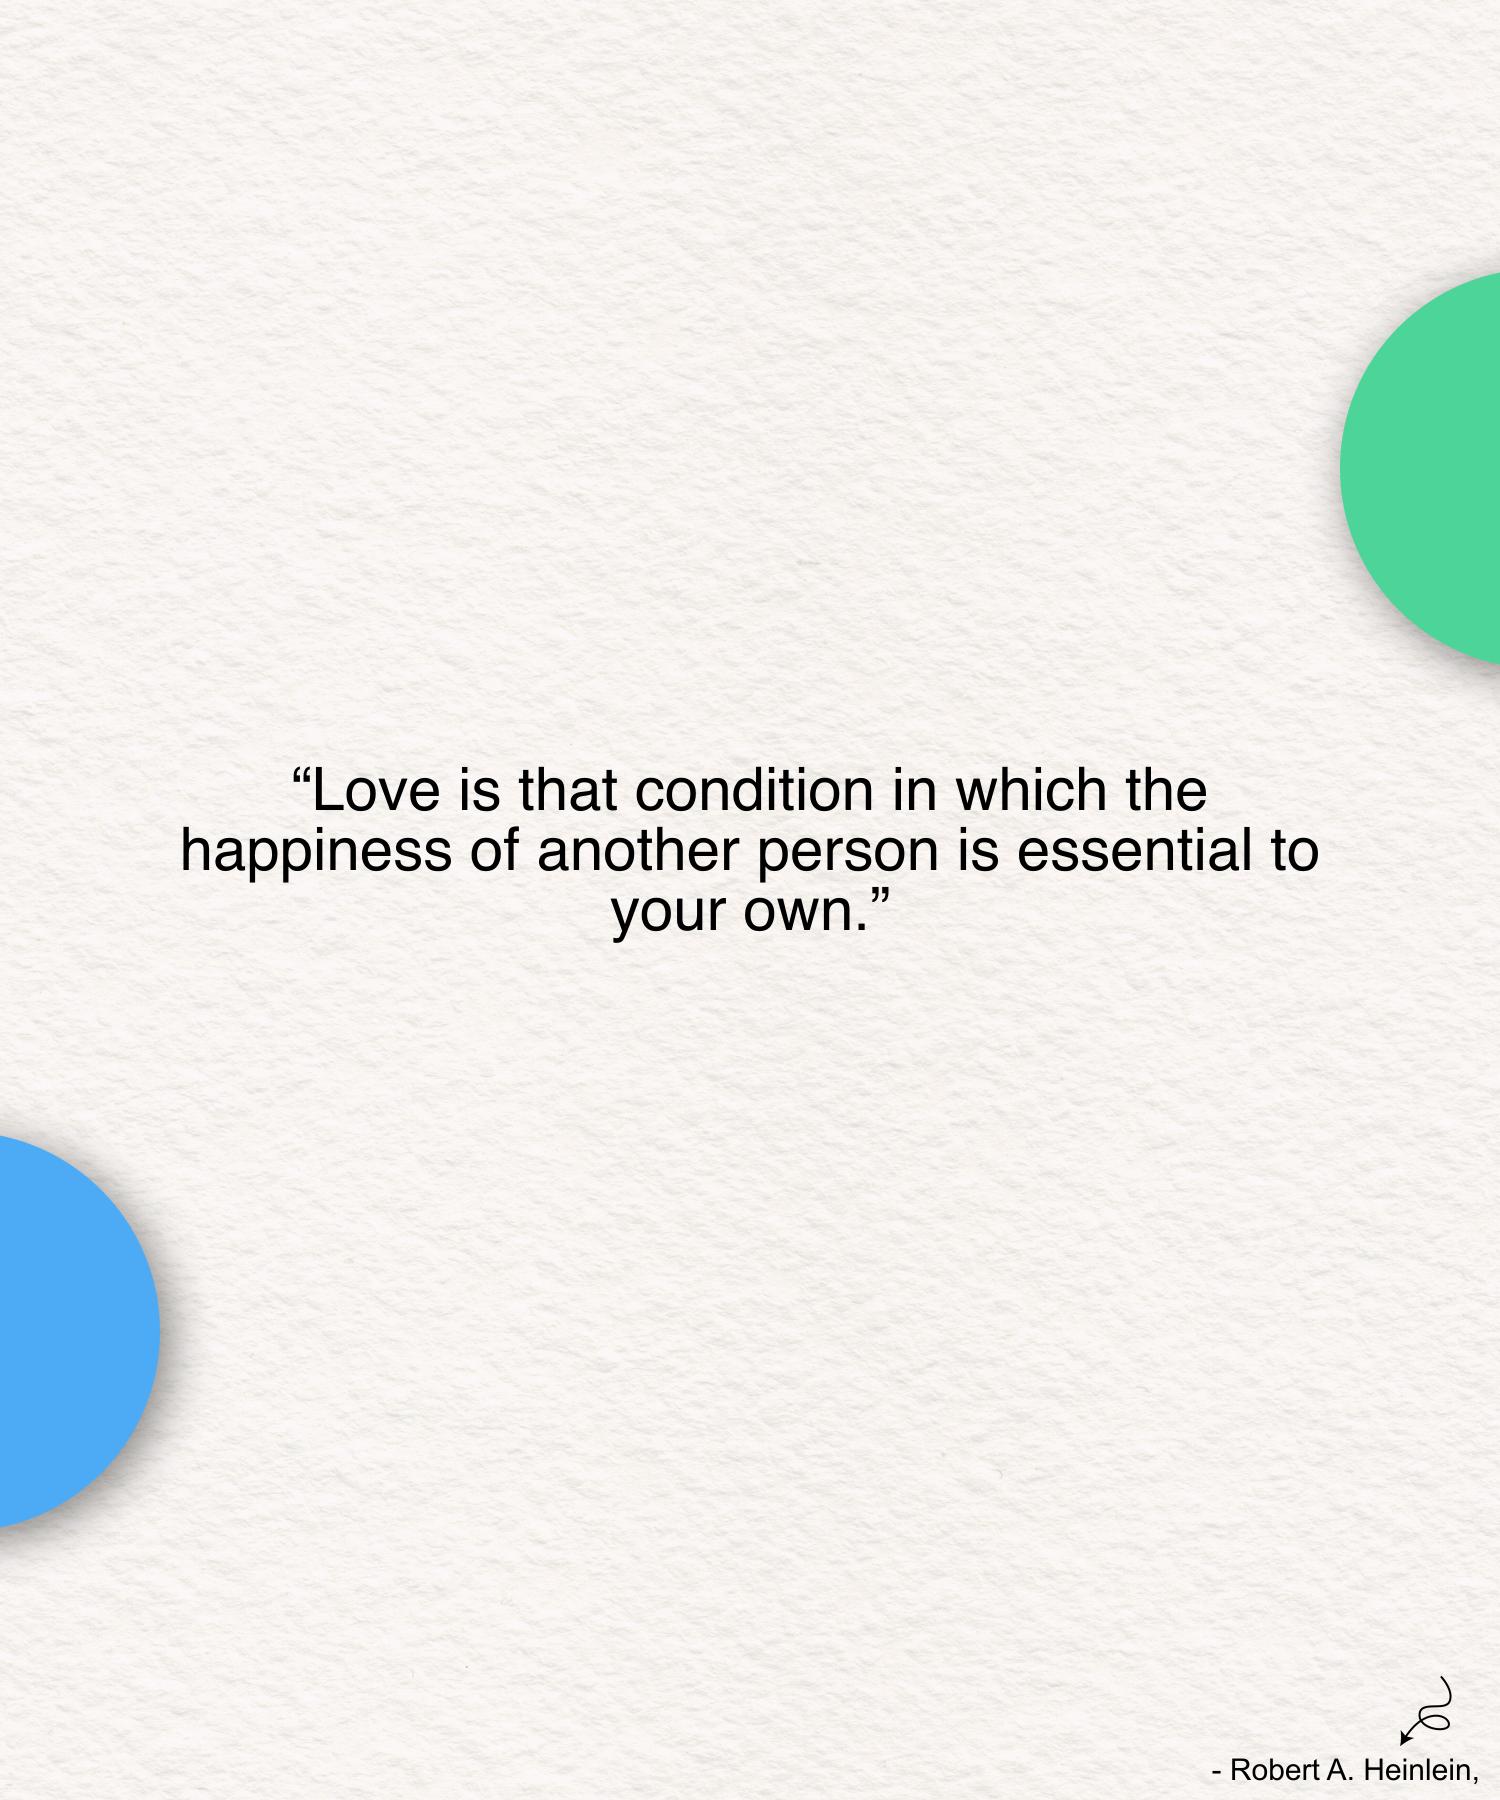 “Love is that condition in which the
happiness of another person is essential to
your own.”
- Robert A. Heinlein,